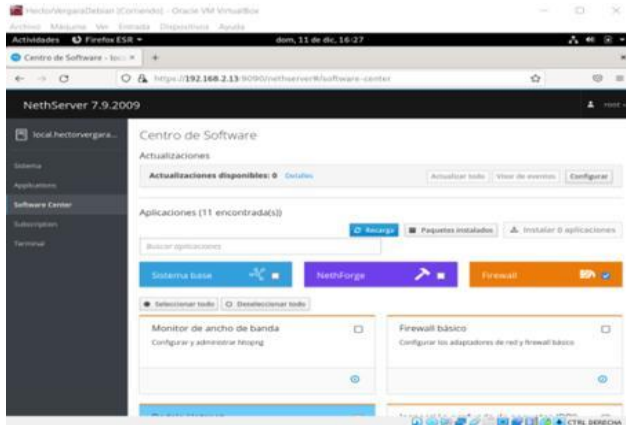 HectorVergaraDebian (Corriendo) - Oracle VM VirtualBox
Archivo Máquina Ver Entrada Dispositivos Ayuda
Actividades Firefox ESR dom, 11 de dic, 16:27
Centro de Software - loc
https://192.168.2.13:9090/nethserver#/software-center
NethServer 7.9.2009 root
local.hectorvergara...
Sistema
Applications
Software Center
Subscription
Terminal
Centro de Software
Actualizaciones
Actualizaciones disponibles: 0 Detalles Actualizar todo Visor de eventos Configurar
Aplicaciones (11 encontrada(s))
Recarga Paquetes instalados Instalar 0 aplicaciones
Buscar aplicaciones
Sistema base NethForge Firewall
Seleccionar todo Deseleccionar todo
Monitor de ancho de banda
Configurar y administrar Ntopng
Firewall básico
Configurar los adaptadores de red y firewall básico
CTRL DERECHA